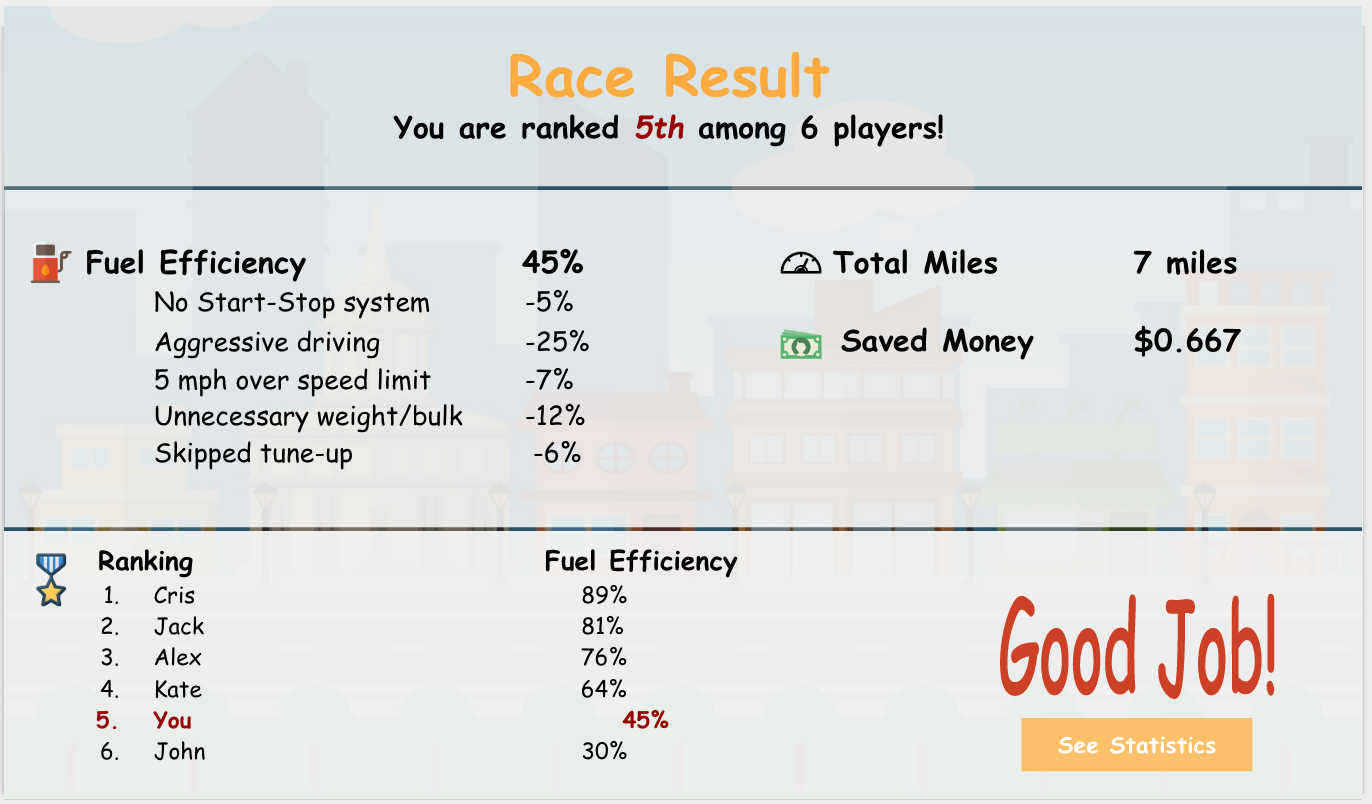 Race Result
You are ranked 5th among 6 players!
Fuel Efficiency 45%
No Start-Stop system -5%
Aggressive driving -25%
5 mph over speed limit -7%
Unnecessary weight/bulk -12%
Skipped tune-up -6%
Total Miles 7 miles
Saved Money $0.667
Ranking Fuel Efficiency
1. Cris 89%
2. Jack 81%
3. Alex 76%
4. Kate 64%
5. You 45%
6. John 30%
Good Job!
See Statistics